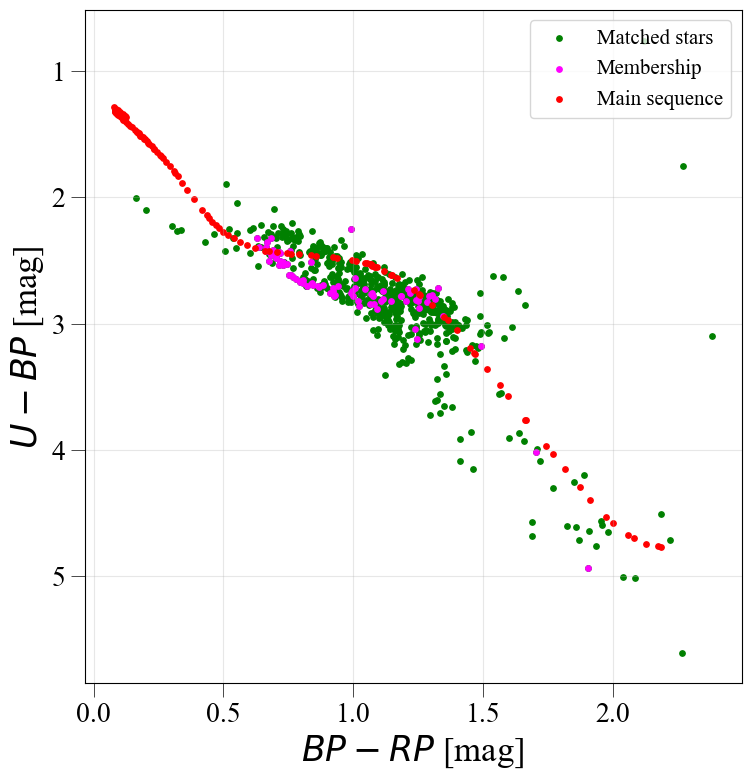 Matched stars
Membership
Main sequence
1
2
3
4
5
U − BP [mag]
0.0 0.5 1.0 1.5 2.0
BP − RP [mag]